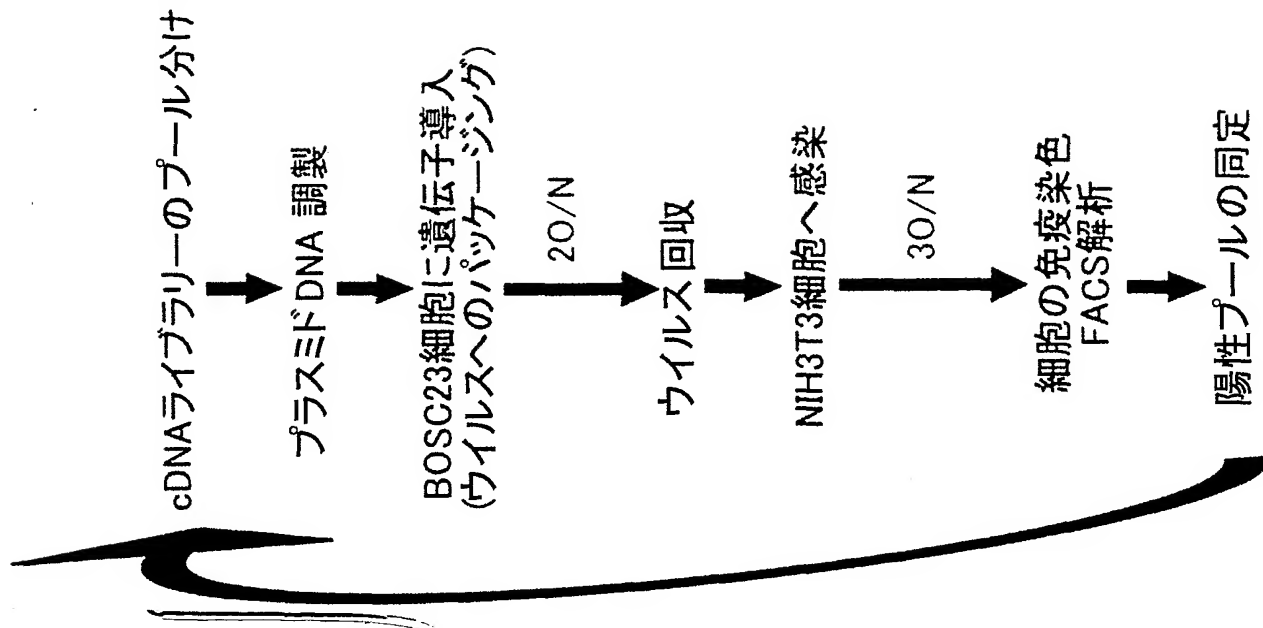 cDNAライブラリーのプール分け
プラスミドDNA 調製
BOSC23細胞に遺伝子導入
(ウイルスへのパッケージング)
2O/N
ウイルス回収
NIH3T3細胞へ感染
3O/N
細胞の免疫染色
FACS解析
陽性プールの同定